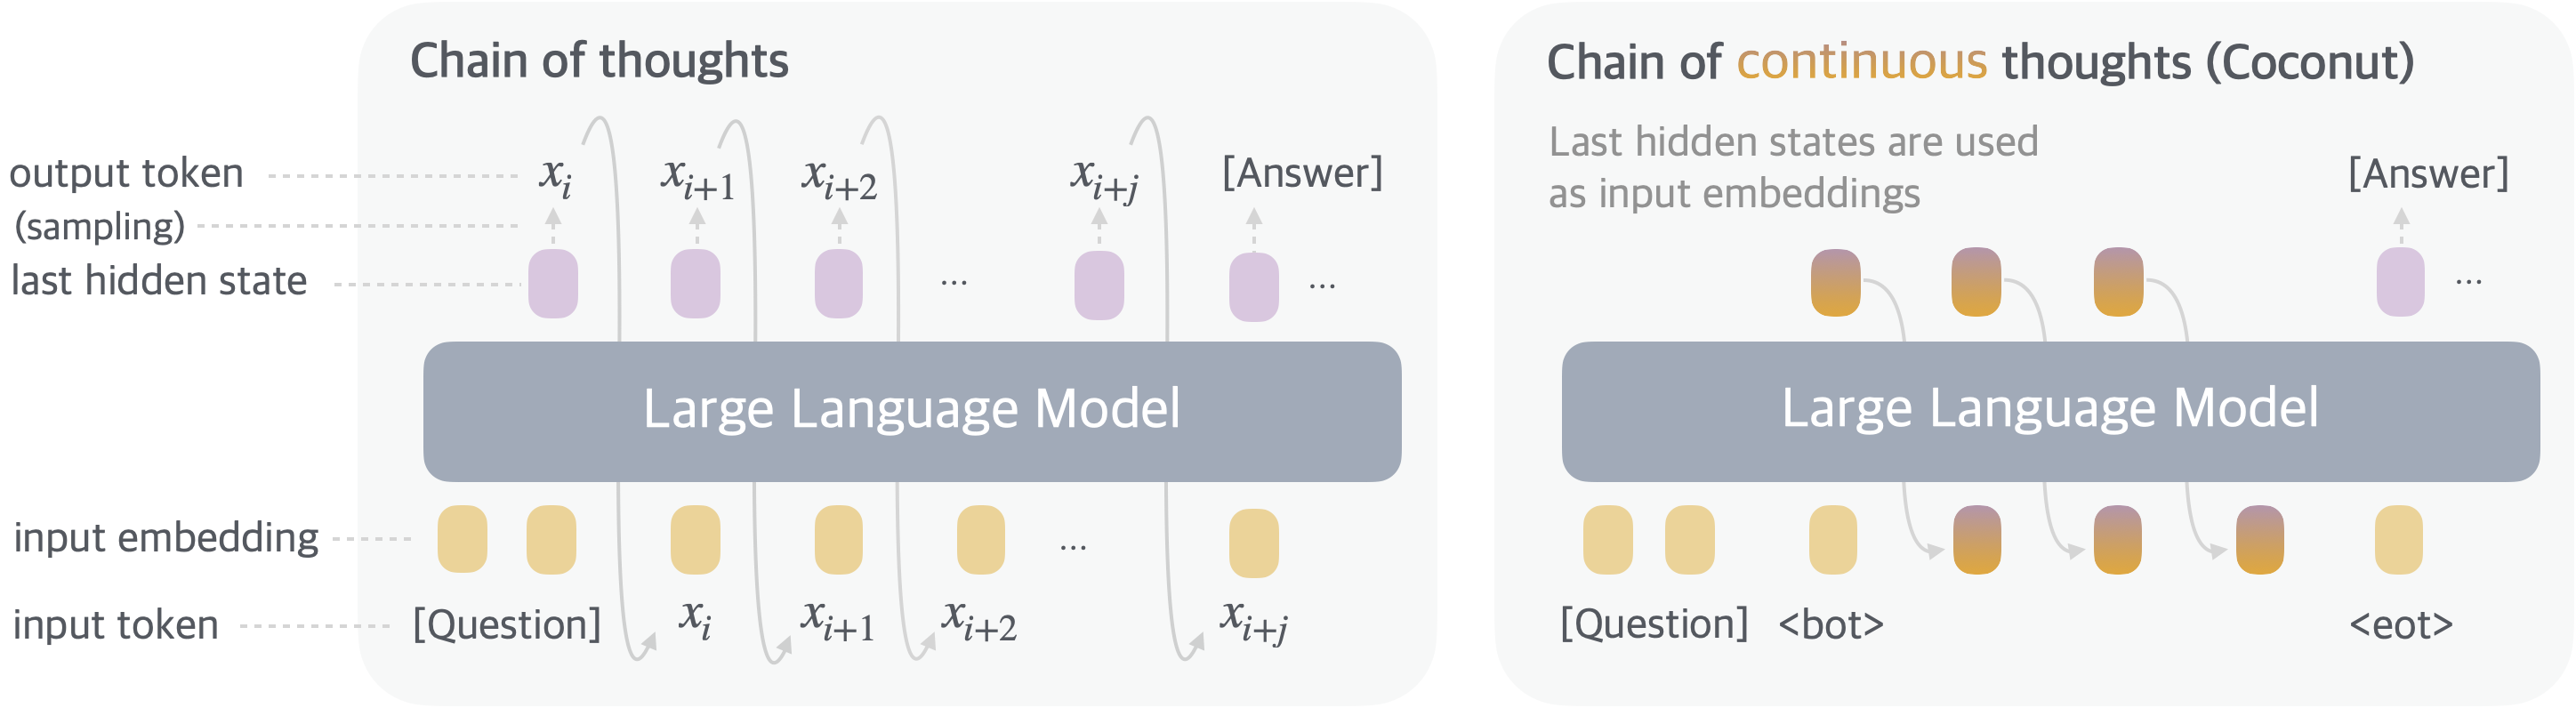 Chain of thoughts
output token
(sampling)
last hidden state
x_i x_{i+1} x_{i+2} x_{i+j} [Answer]
... ...
Large Language Model
input embedding
...
input token
[Question] x_i x_{i+1} x_{i+2} x_{i+j}
Chain of continuous thoughts (Coconut)
Last hidden states are used
as input embeddings
[Answer]
...
Large Language Model
[Question] <bot> <eot>